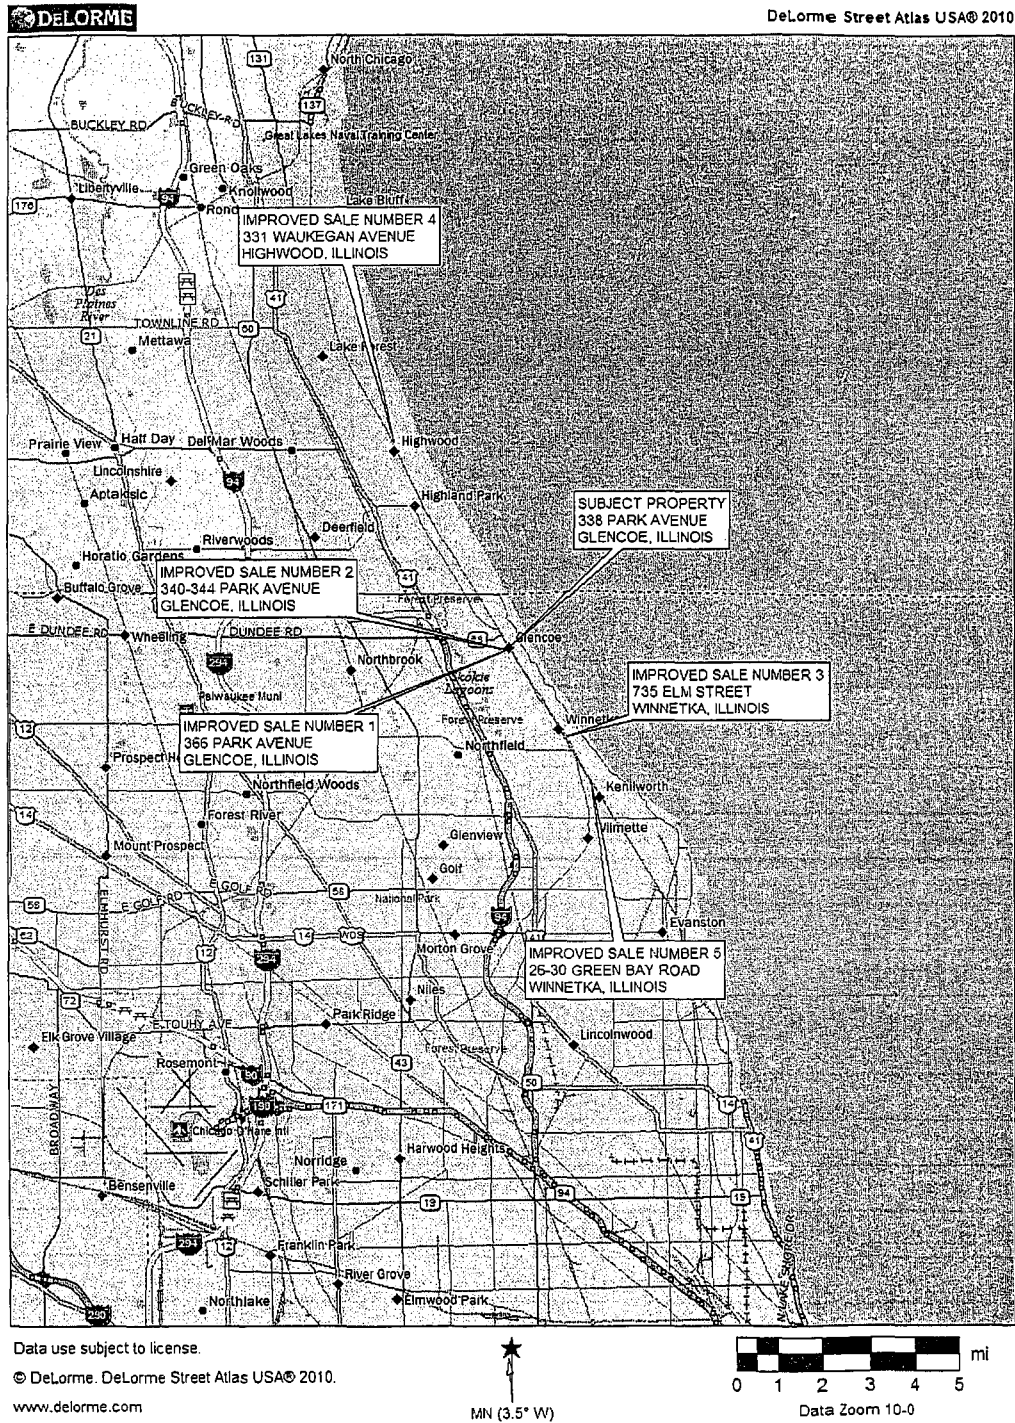 DELORME
DeLorme Street Atlas USA® 2010
131
North Chicago
137
BUCKLEY RD
E BUCKLEY RD
Great Lakes Naval Training Center
Green Oaks
Knollwood
Libertyville
94
176
Rond
Lake Bluff
IMPROVED SALE NUMBER 4
331 WAUKEGAN AVENUE
HIGHWOOD, ILLINOIS
Des
Plaines
River
41
TOWNLINE RD
21
Mettawa
Lake Forest
Prairie View
Half Day
Del Mar Woods
Highwood
Lincolnshire
94
Aptakisic
Highland Park
SUBJECT PROPERTY
338 PARK AVENUE
GLENCOE, ILLINOIS
Deerfield
Riverwoods
Horatio Gardens
IMPROVED SALE NUMBER 2
340-344 PARK AVENUE
GLENCOE, ILLINOIS
41
Buffalo Grove
Forest Preserve
E DUNDEE RD
Wheeling
DUNDEE RD
Glencoe
294
Northbrook
Skokie
Lagoons
IMPROVED SALE NUMBER 3
735 ELM STREET
WINNETKA, ILLINOIS
Palwaukee Muni
Forest Preserve
Winnetka
IMPROVED SALE NUMBER 1
366 PARK AVENUE
GLENCOE, ILLINOIS
12
Prospect H
Northfield
Northfield Woods
Kenilworth
14
Forest River
Wilmette
Mount Prospect
Glenview
Golf
E GOLF RD
E GOLF RD
58
58
National Park
94
Evanston
62
ELMHURST RD
14
Morton Grove
41
12
294
IMPROVED SALE NUMBER 5
26-30 GREEN BAY ROAD
WINNETKA, ILLINOIS
72
Niles
E TOUHY AVE
Park Ridge
Lincolnwood
Elk Grove Village
Forest Preserve
Rosemont
90
43
50
BROADWAY
190
171
14
Chicago O'Hare Intl
41
Norridge
Harwood Heights
Bensenville
Schiller Park
19
94
19
294
12
Franklin Park
N LAKE SHORE DR
River Grove
Northlake
Elmwood Park
290
Data use subject to license.
© DeLorme. DeLorme Street Atlas USA® 2010.
www.delorme.com
MN (3.5° W)
mi
0 1 2 3 4 5
Data Zoom 10-0